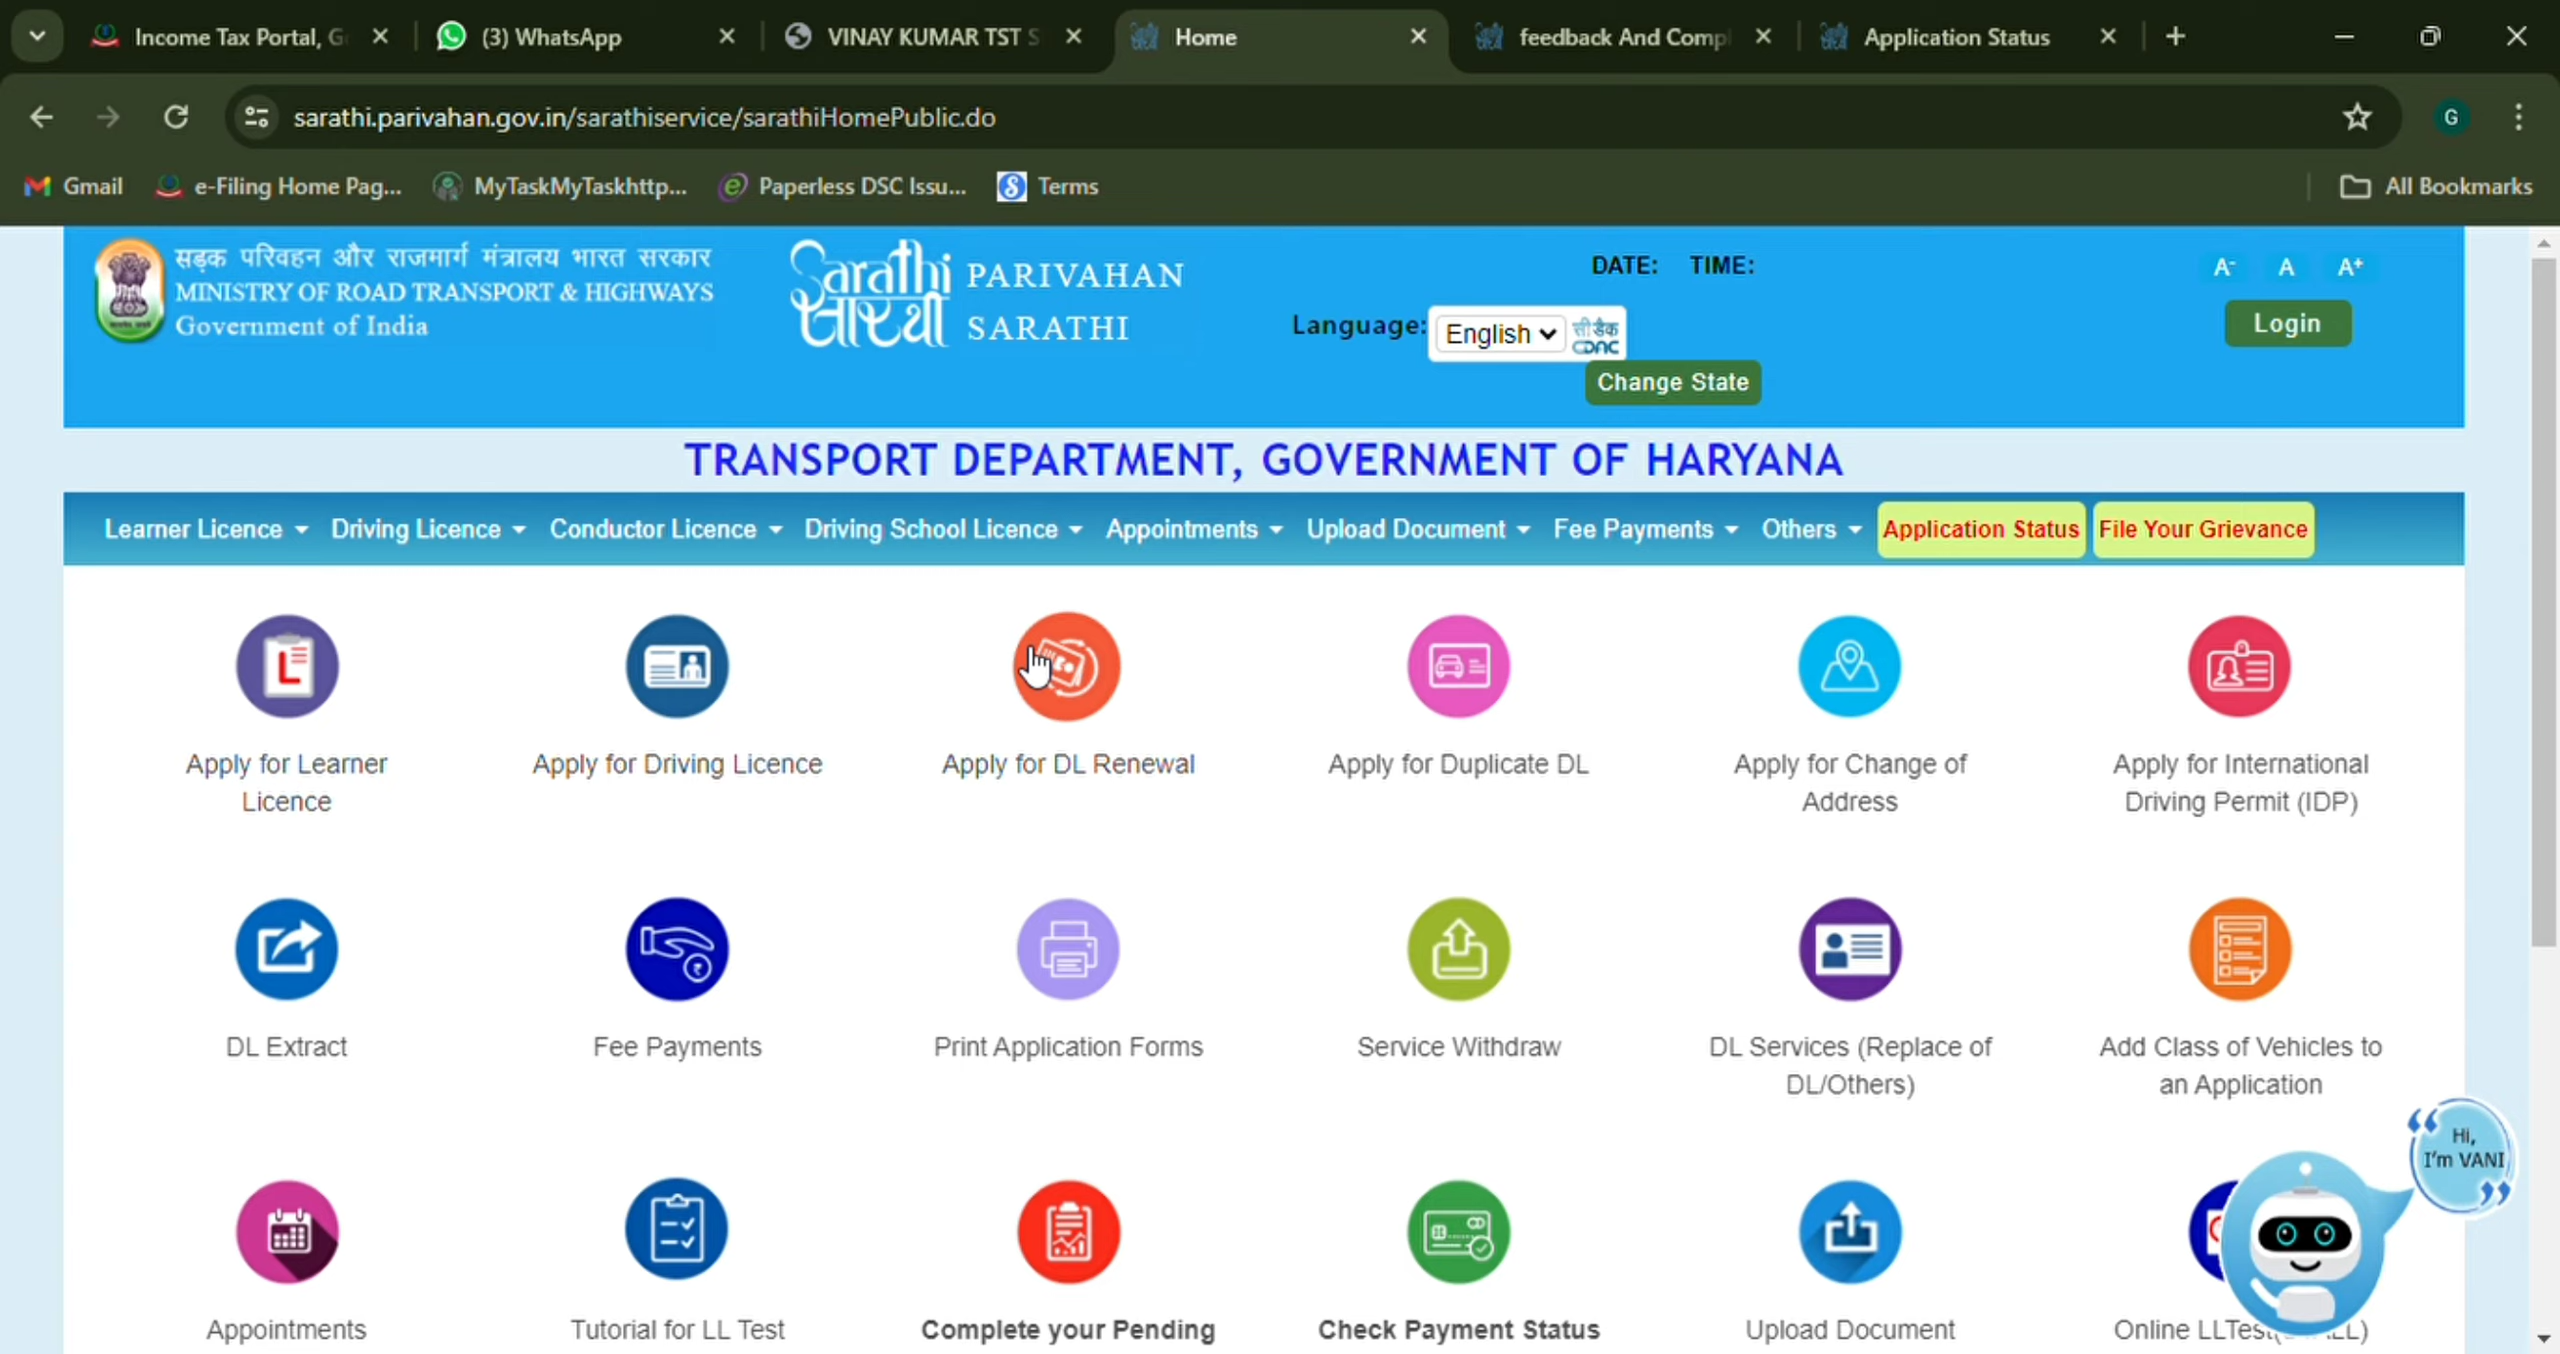 Income Tax Portal, G
(3) WhatsApp
VINAY KUMAR TST S
Home
feedback And Compl
Application Status
sarathi.parivahan.gov.in/sarathiservice/sarathiHomePublic.do
G
Gmail
e-Filing Home Pag...
MyTaskMyTaskhttp...
Paperless DSC Issu...
Terms
All Bookmarks
सड़क परिवहन और राजमार्ग मंत्रालय भारत सरकार
MINISTRY OF ROAD TRANSPORT & HIGHWAYS
Government of India
Sarathi
सारथी
PARIVAHAN
SARATHI
DATE: TIME:
Language: English
सी डैक
CDAC
Change State
A- A A+
Login
TRANSPORT DEPARTMENT, GOVERNMENT OF HARYANA
Learner Licence Driving Licence Conductor Licence Driving School Licence Appointments Upload Document Fee Payments Others Application Status File Your Grievance
L
Apply for Learner
Licence
Apply for Driving Licence
Apply for DL Renewal
Apply for Duplicate DL
Apply for Change of
Address
Apply for International
Driving Permit (IDP)
DL Extract
Fee Payments
Print Application Forms
Service Withdraw
DL Services (Replace of
DL/Others)
Add Class of Vehicles to
an Application
Hi,
I'm VANI
Appointments
Tutorial for LL Test
Complete your Pending
Check Payment Status
Upload Document
Online LLTest